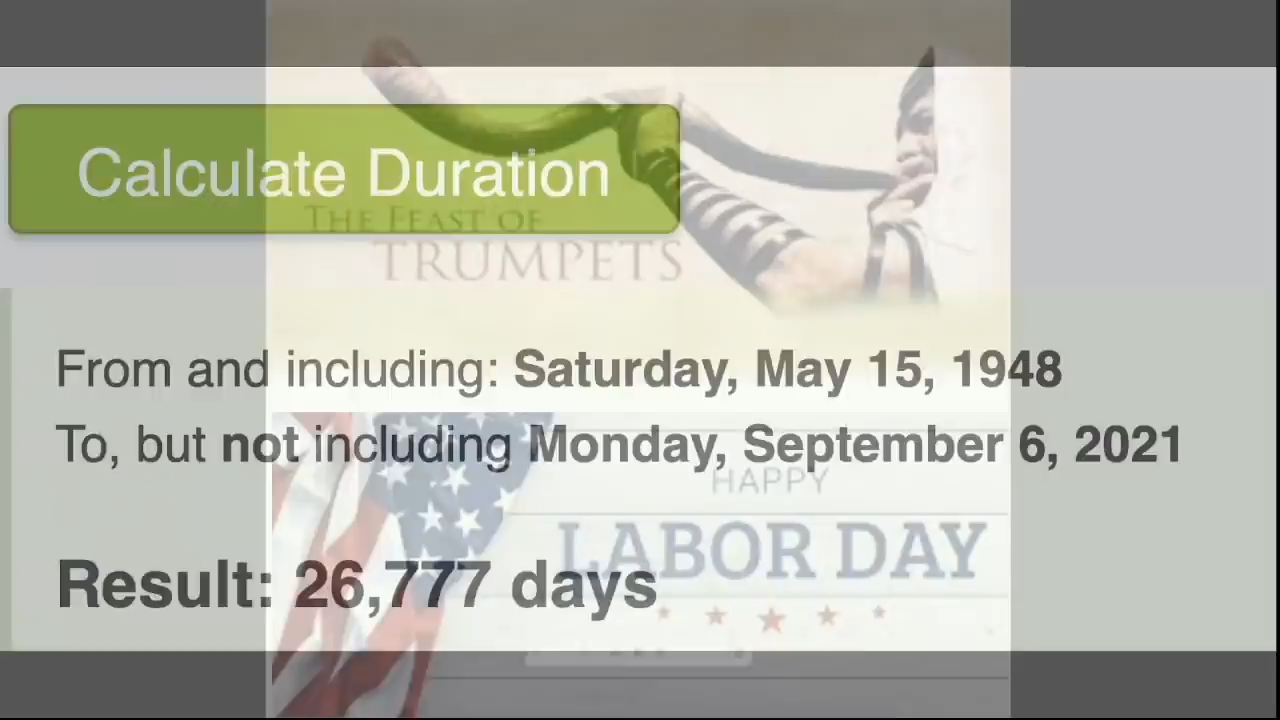 Calculate Duration
THE FEAST OF
TRUMPETS
From and including: Saturday, May 15, 1948
To, but not including Monday, September 6, 2021
HAPPY
LABOR DAY
Result: 26,777 days